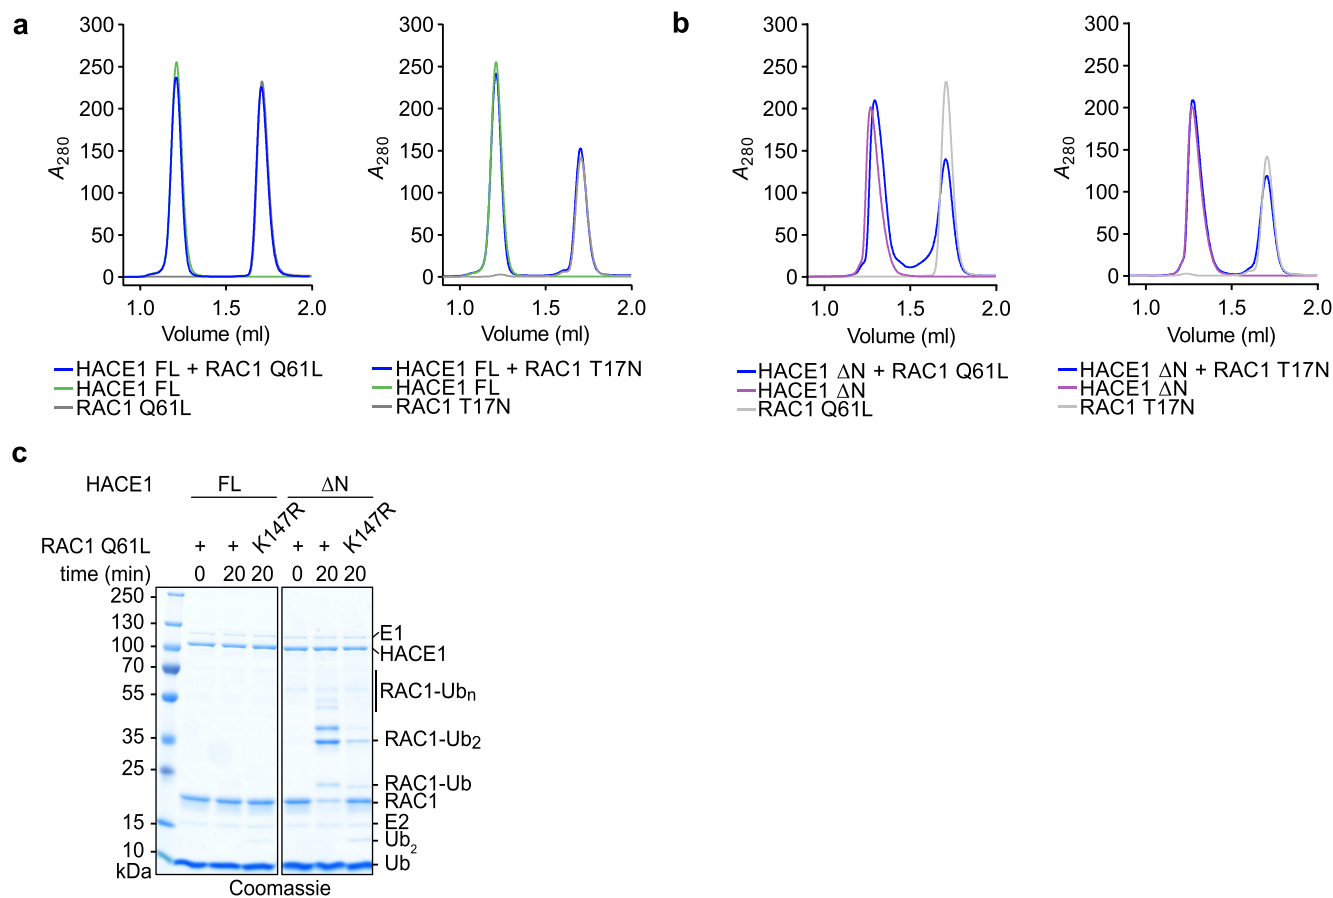 a
300
250
200
150
100
50
0
A280
1.0 1.5 2.0
Volume (ml)
HACE1 FL + RAC1 Q61L
HACE1 FL
RAC1 Q61L
300
250
200
150
100
50
0
A280
1.0 1.5 2.0
Volume (ml)
HACE1 FL + RAC1 T17N
HACE1 FL
RAC1 T17N
b
300
250
200
150
100
50
0
A280
1.0 1.5 2.0
Volume (ml)
HACE1 ΔN + RAC1 Q61L
HACE1 ΔN
RAC1 Q61L
300
250
200
150
100
50
0
A280
1.0 1.5 2.0
Volume (ml)
HACE1 ΔN + RAC1 T17N
HACE1 ΔN
RAC1 T17N
c
HACE1 FL ΔN
RAC1 Q61L + + K147R + + K147R
time (min) 0 20 20 0 20 20
250
130
100
70
55
35
25
15
10
kDa
E1
HACE1
RAC1-Ubn
RAC1-Ub2
RAC1-Ub
RAC1
E2
Ub2
Ub
Coomassie